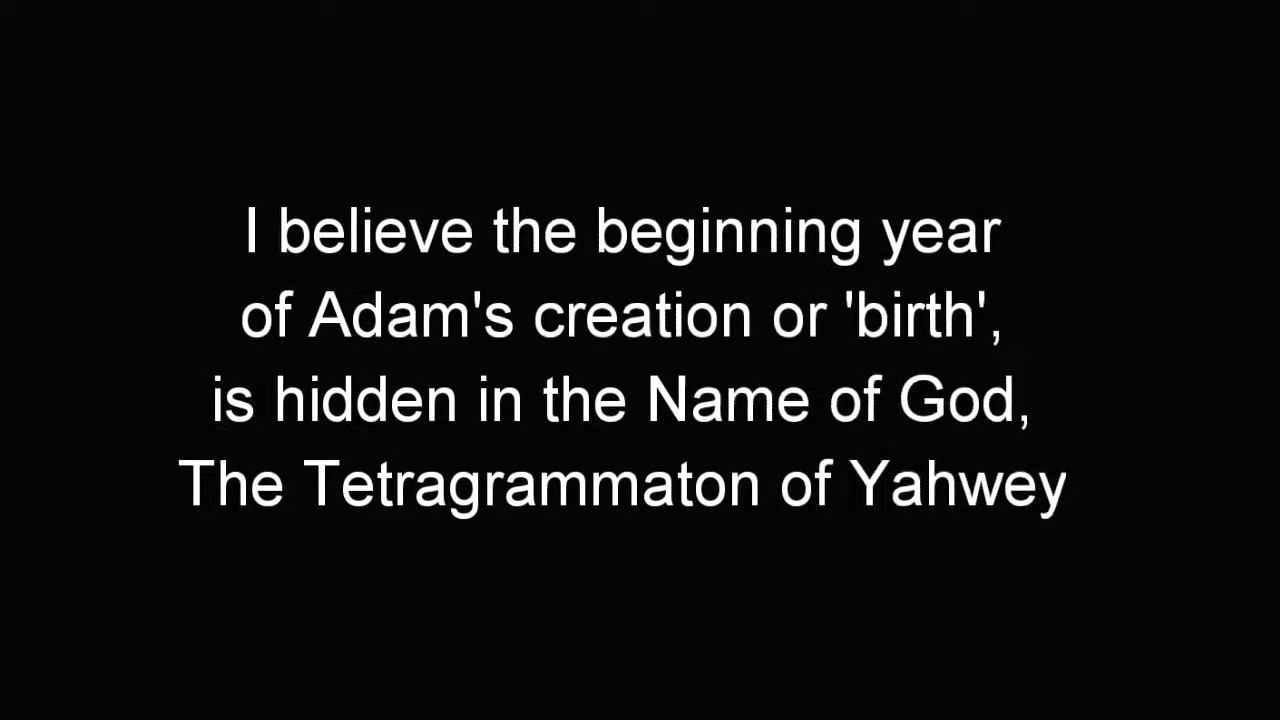 I believe the beginning year
of Adam's creation or 'birth',
is hidden in the Name of God,
The Tetragrammaton of Yahwey